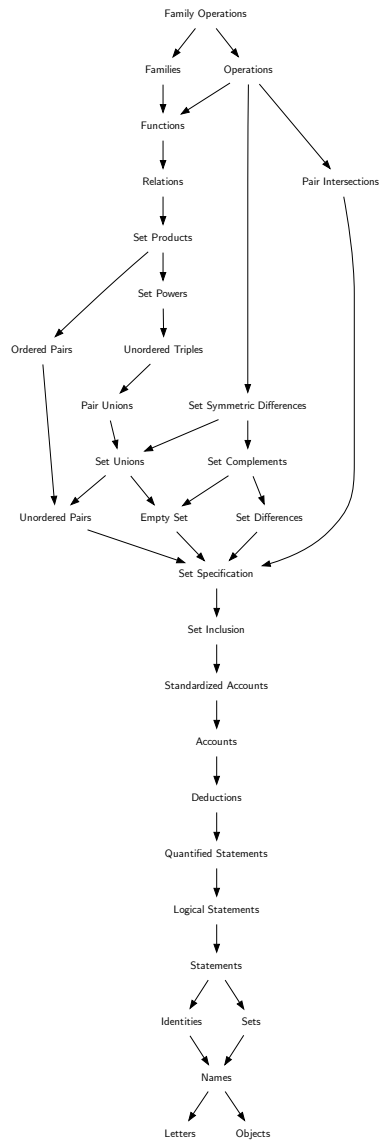 Family Operations
Families
Operations
Functions
Relations
Pair Intersections
Set Products
Set Powers
Ordered Pairs
Unordered Triples
Pair Unions
Set Symmetric Differences
Set Unions
Set Complements
Unordered Pairs
Empty Set
Set Differences
Set Specification
Set Inclusion
Standardized Accounts
Accounts
Deductions
Quantified Statements
Logical Statements
Statements
Identities
Sets
Names
Letters
Objects